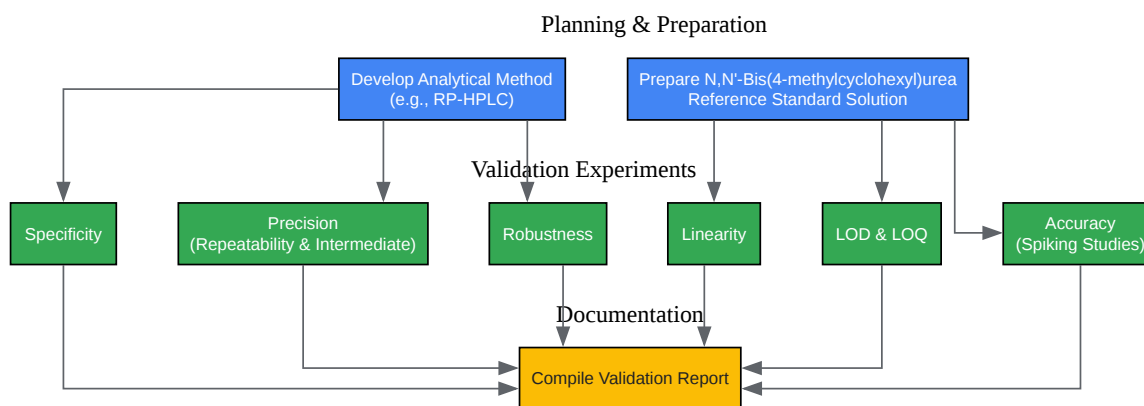 Planning & Preparation
Develop Analytical Method
(e.g., RP-HPLC)
Prepare N,N'-Bis(4-methylcyclohexyl)urea
Reference Standard Solution
Validation Experiments
Specificity
Precision
(Repeatability & Intermediate)
Robustness
Linearity
LOD & LOQ
Accuracy
(Spiking Studies)
Documentation
Compile Validation Report